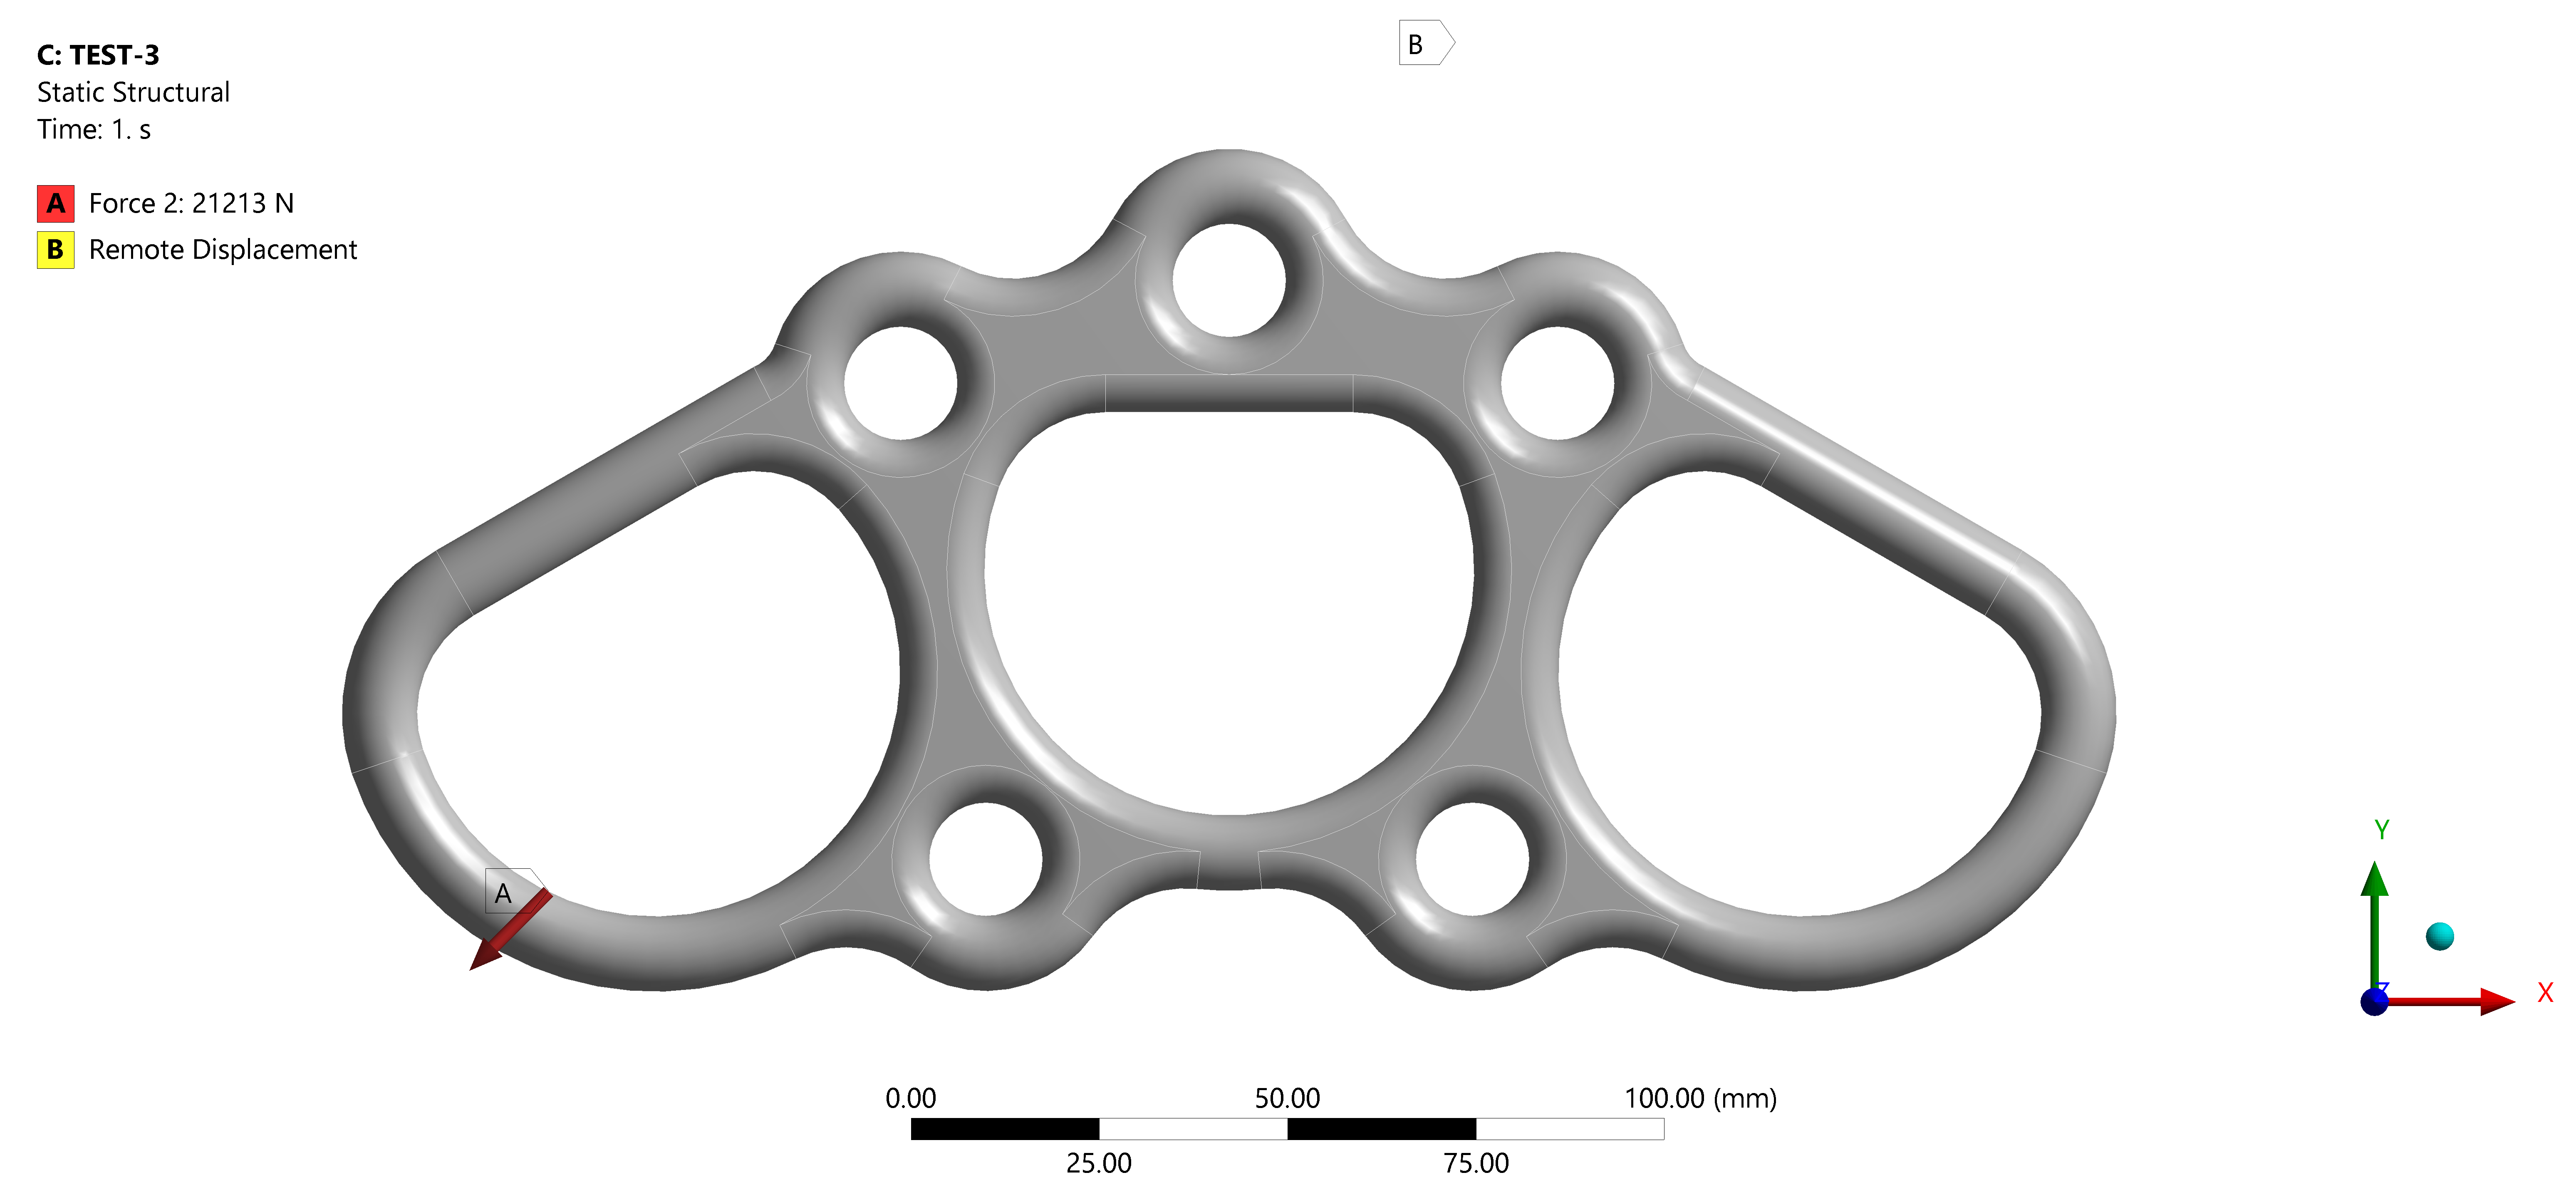 C: TEST-3
Static Structural
Time: 1. s
A Force 2: 21213 N
B Remote Displacement
B
A
Y
Z
X
0.00 50.00 100.00 (mm)
25.00 75.00